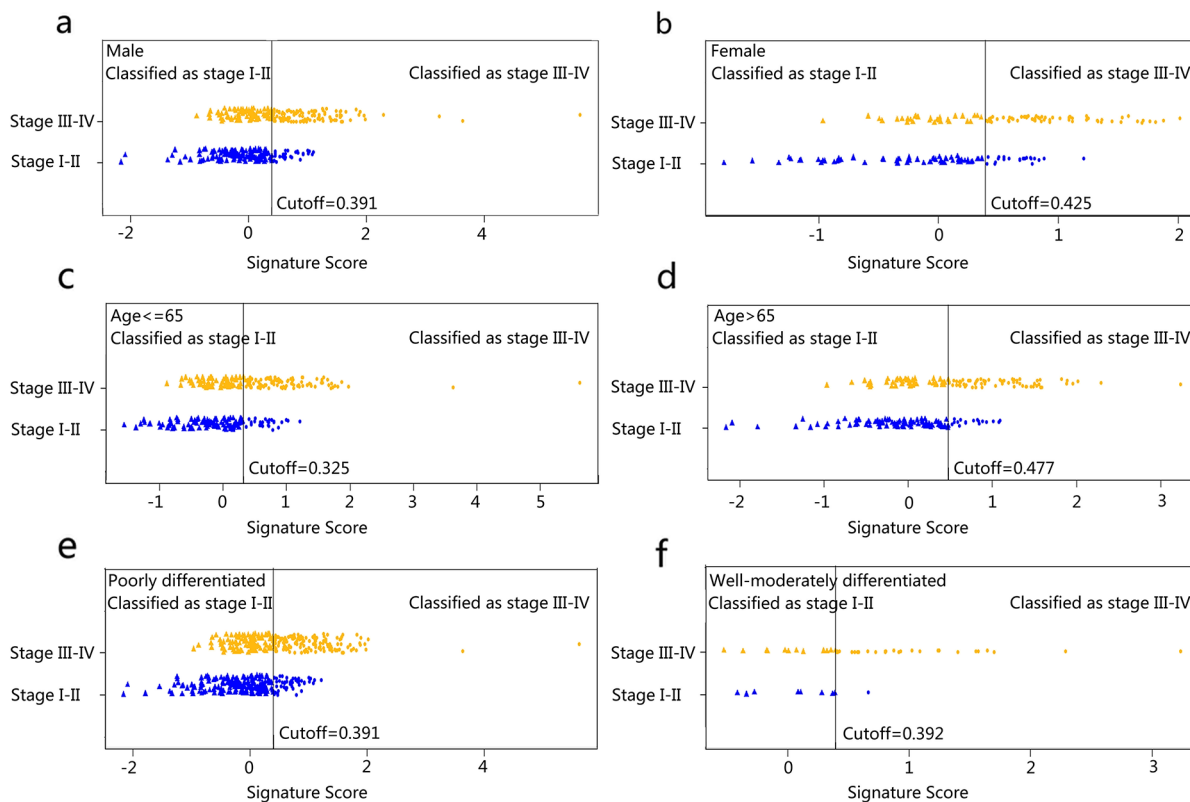 a
Male
Classified as stage I-II
Classified as stage III-IV
Stage III-IV
Stage I-II
Cutoff=0.391
-2
0
2
4
Signature Score
b
Female
Classified as stage I-II
Classified as stage III-IV
Stage III-IV
Stage I-II
Cutoff=0.425
-1
0
1
2
Signature Score
c
Age<=65
Classified as stage I-II
Classified as stage III-IV
Stage III-IV
Stage I-II
Cutoff=0.325
-1
0
1
2
3
4
5
Signature Score
d
Age>65
Classified as stage I-II
Classified as stage III-IV
Stage III-IV
Stage I-II
Cutoff=0.477
-2
-1
0
1
2
3
Signature Score
e
Poorly differentiated
Classified as stage I-II
Classified as stage III-IV
Stage III-IV
Stage I-II
Cutoff=0.391
-2
0
2
4
Signature Score
f
Well-moderately differentiated
Classified as stage I-II
Classified as stage III-IV
Stage III-IV
Stage I-II
Cutoff=0.392
0
1
2
3
Signature Score